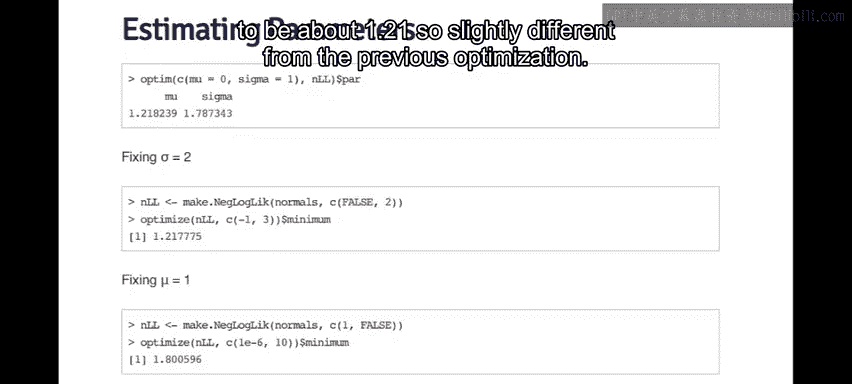 Estimating Parameters
to be about 1.21 so slightly different
from the previous optimization.
> optim(c(mu = 0, sigma = 1), nLL)$par
mu sigma
1.218239 1.787343
Fixing σ = 2
> nLL <- make.NegLogLik(normals, c(FALSE, 2))
> optimize(nLL, c(-1, 3))$minimum
[1] 1.217775
Fixing μ = 1
> nLL <- make.NegLogLik(normals, c(1, FALSE))
> optimize(nLL, c(1e-6, 10))$minimum
[1] 1.800596